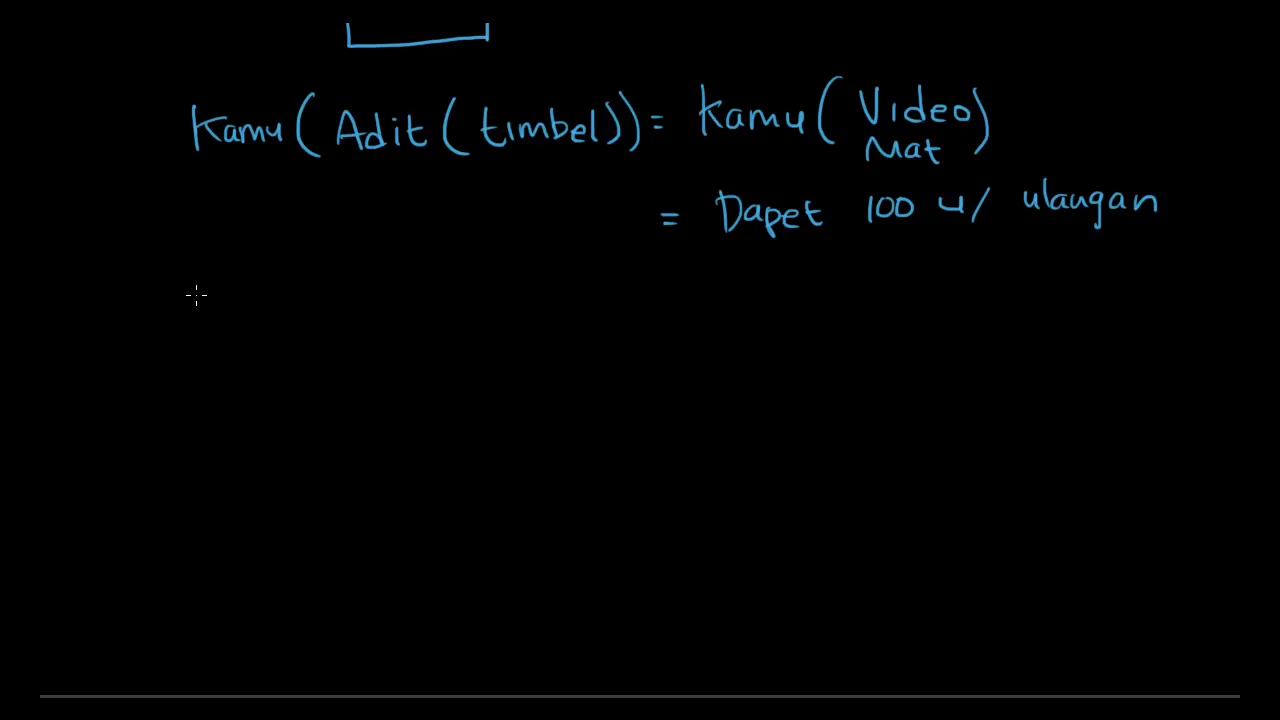 Kamu ( Adit ( timbel ) ) = Kamu ( Video
Mat )
= Dapet 100 u/ ulangan